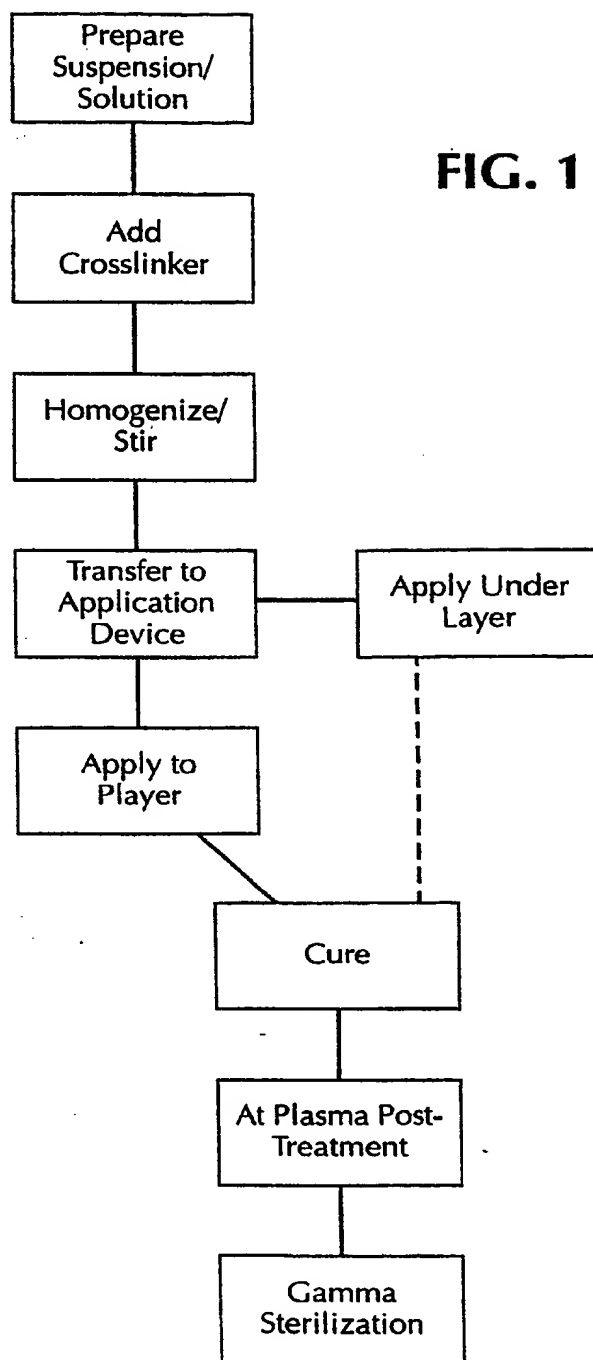 Prepare
Suspension/
Solution
FIG. 1
Add
Crosslinker
Homogenize/
Stir
Transfer to
Application
Device
Apply Under
Layer
Apply to
Player
Cure
At Plasma Post-
Treatment
Gamma
Sterilization